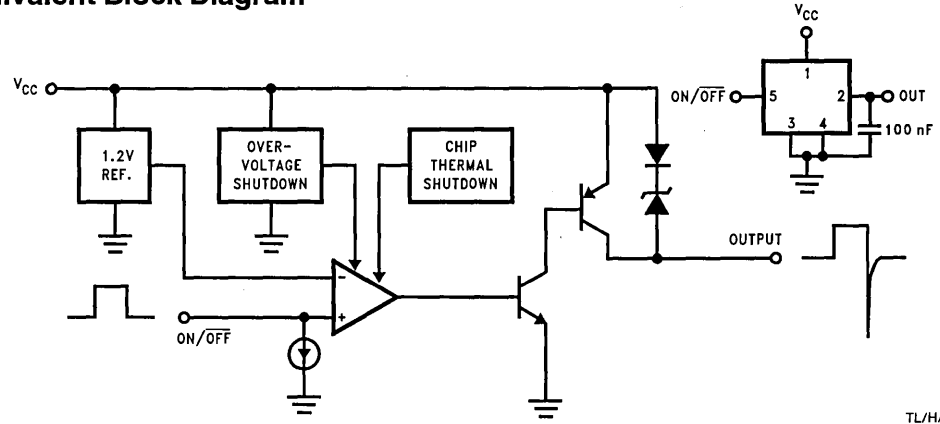 Block Diagram
VCC
1.2V
REF.
OVER-
VOLTAGE
SHUTDOWN
CHIP
THERMAL
SHUTDOWN
-
+
ON/OFF
OUTPUT
VCC
1
ON/OFF
5
2
OUT
3
4
100 nF
TL/H/